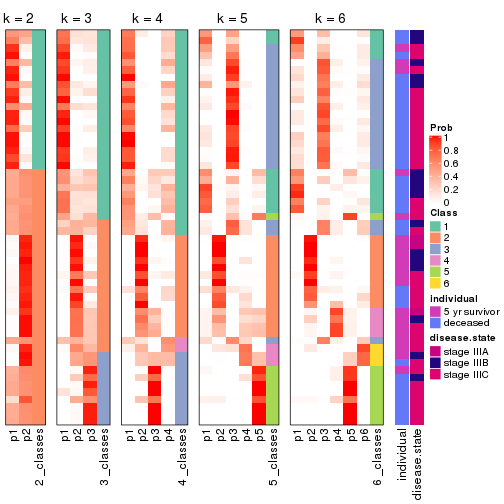 k = 2 k = 3 k = 4 k = 5 k = 6
Prob
1
0.8
0.6
0.4
0.2
0
Class
1
2
3
4
5
6
individual
5 yr survivor
deceased
disease.state
stage IIIA
stage IIIB
stage IIIC
p1 p2 2_classes p1 p2 p3 3_classes p1 p2 p3 p4 4_classes p1 p2 p3 p4 p5 5_classes p1 p2 p3 p4 p5 p6 6_classes individual disease.state